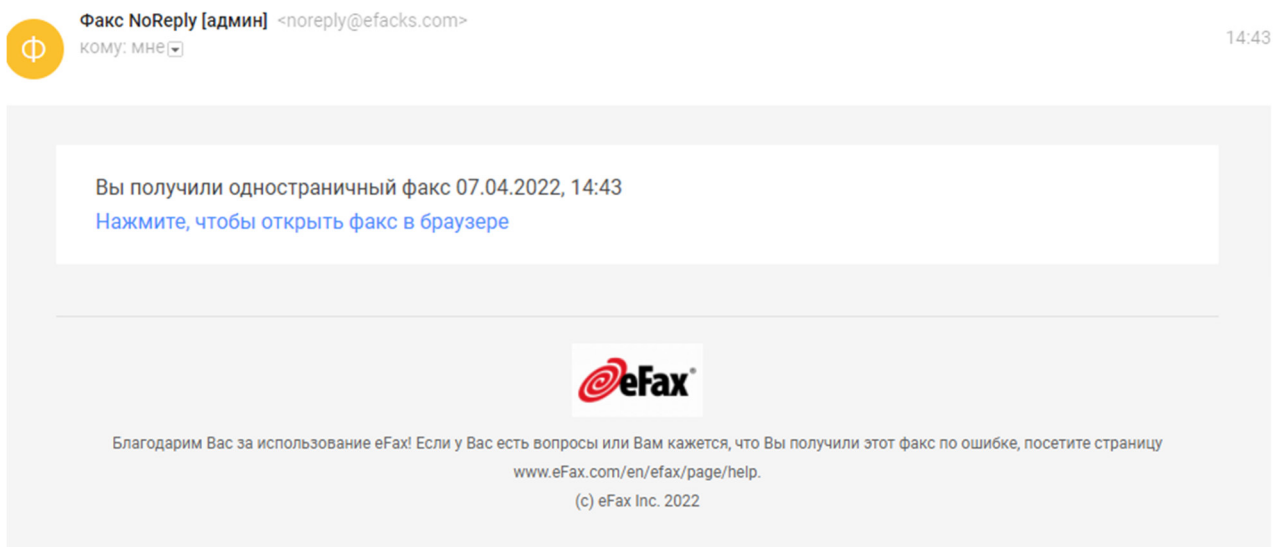 Факс NoReply [админ] <noreply@efacks.com>
кому: мне
14:43
Ф
Вы получили одностраничный факс 07.04.2022, 14:43
Нажмите, чтобы открыть факс в браузере
eFax®
Благодарим Вас за использование eFax! Если у Вас есть вопросы или Вам кажется, что Вы получили этот факс по ошибке, посетите страницу
www.eFax.com/en/efax/page/help.
(c) eFax Inc. 2022